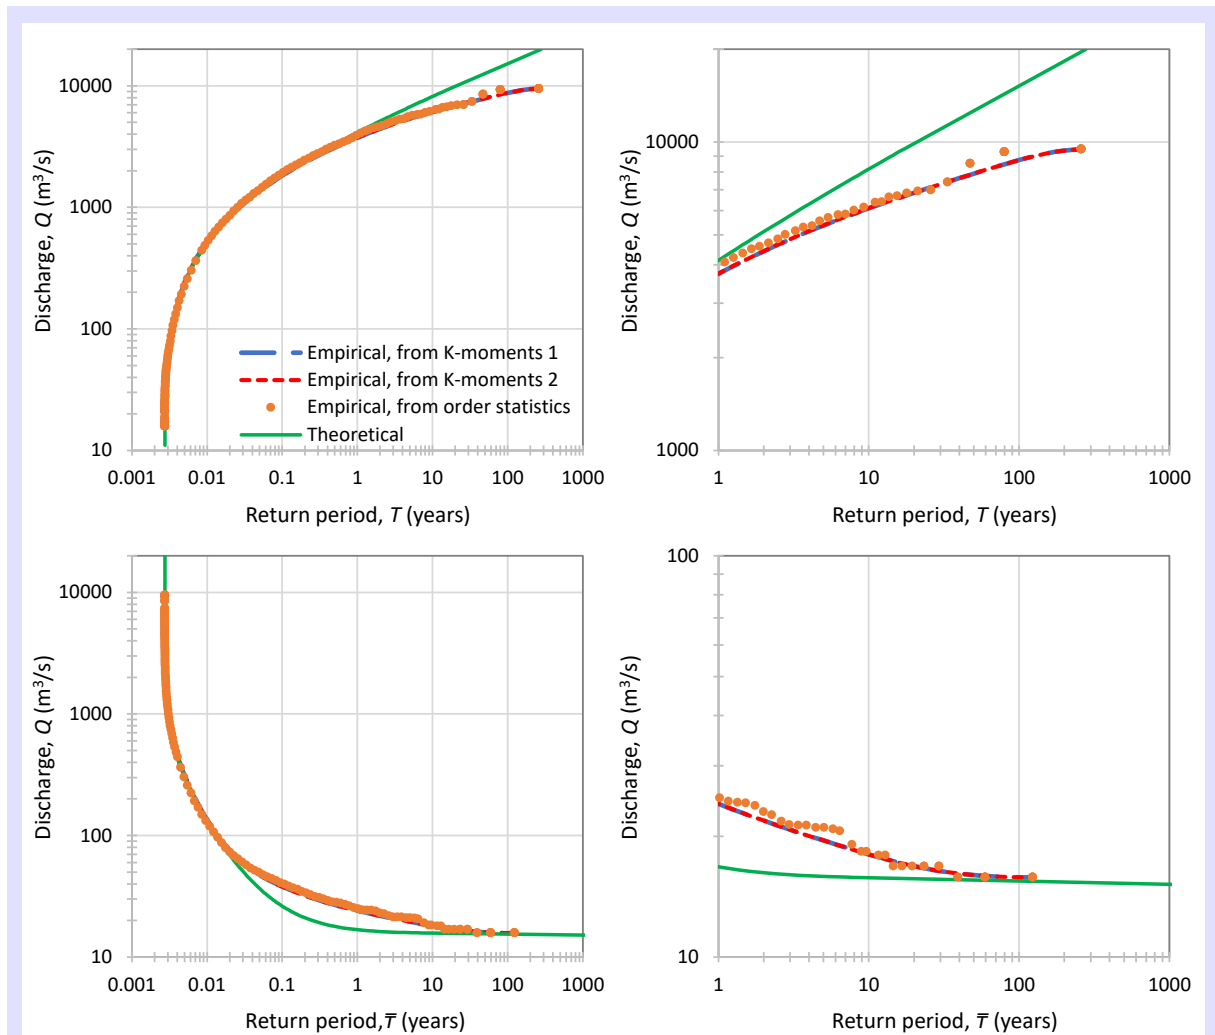 10000
1000
100
10
Discharge, Q (m³/s)
Empirical, from K-moments 1
Empirical, from K-moments 2
Empirical, from order statistics
Theoretical
0.001 0.01 0.1 1 10 100 1000
Return period, T (years)
10000
1000
Discharge, Q (m³/s)
1 10 100 1000
Return period, T (years)
10000
1000
100
10
Discharge, Q (m³/s)
0.001 0.01 0.1 1 10 100 1000
Return period,T̅ (years)
100
10
Discharge, Q (m³/s)
1 10 100 1000
Return period, T̅ (years)